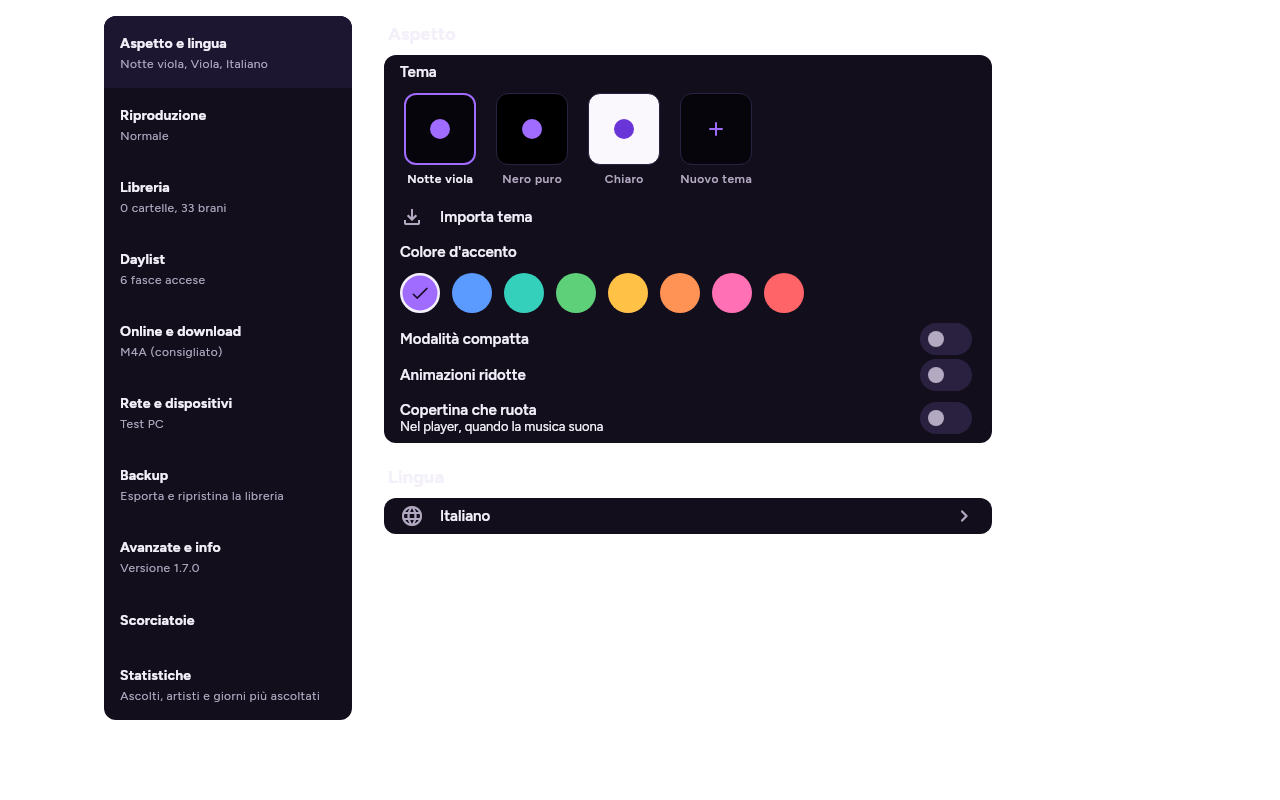 Aspetto e lingua
Notte viola, Viola, Italiano
Riproduzione
Normale
Libreria
0 cartelle, 33 brani
Daylist
6 fasce accese
Online e download
M4A (consigliato)
Rete e dispositivi
Test PC
Backup
Esporta e ripristina la libreria
Avanzate e info
Versione 1.7.0
Scorciatoie
Statistiche
Ascolti, artisti e giorni più ascoltati
Aspetto
Tema
Notte viola
Nero puro
Chiaro
Nuovo tema
Importa tema
Colore d'accento
Modalità compatta
Animazioni ridotte
Copertina che ruota
Nel player, quando la musica suona
Lingua
Italiano